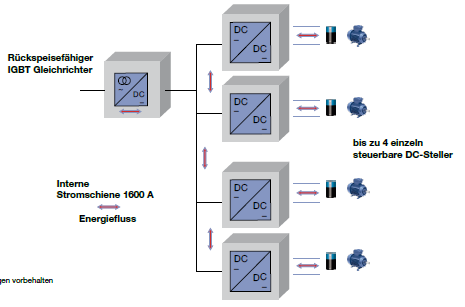 Rückspeisefähiger
IGBT Gleichrichter
DC
DC
DC
DC
DC
bis zu 4 einzeln
steuerbare DC-Steller
Interne
Stromschiene 1600 A
Energiefluss
DC
DC
DC
DC
gen vorbehalten